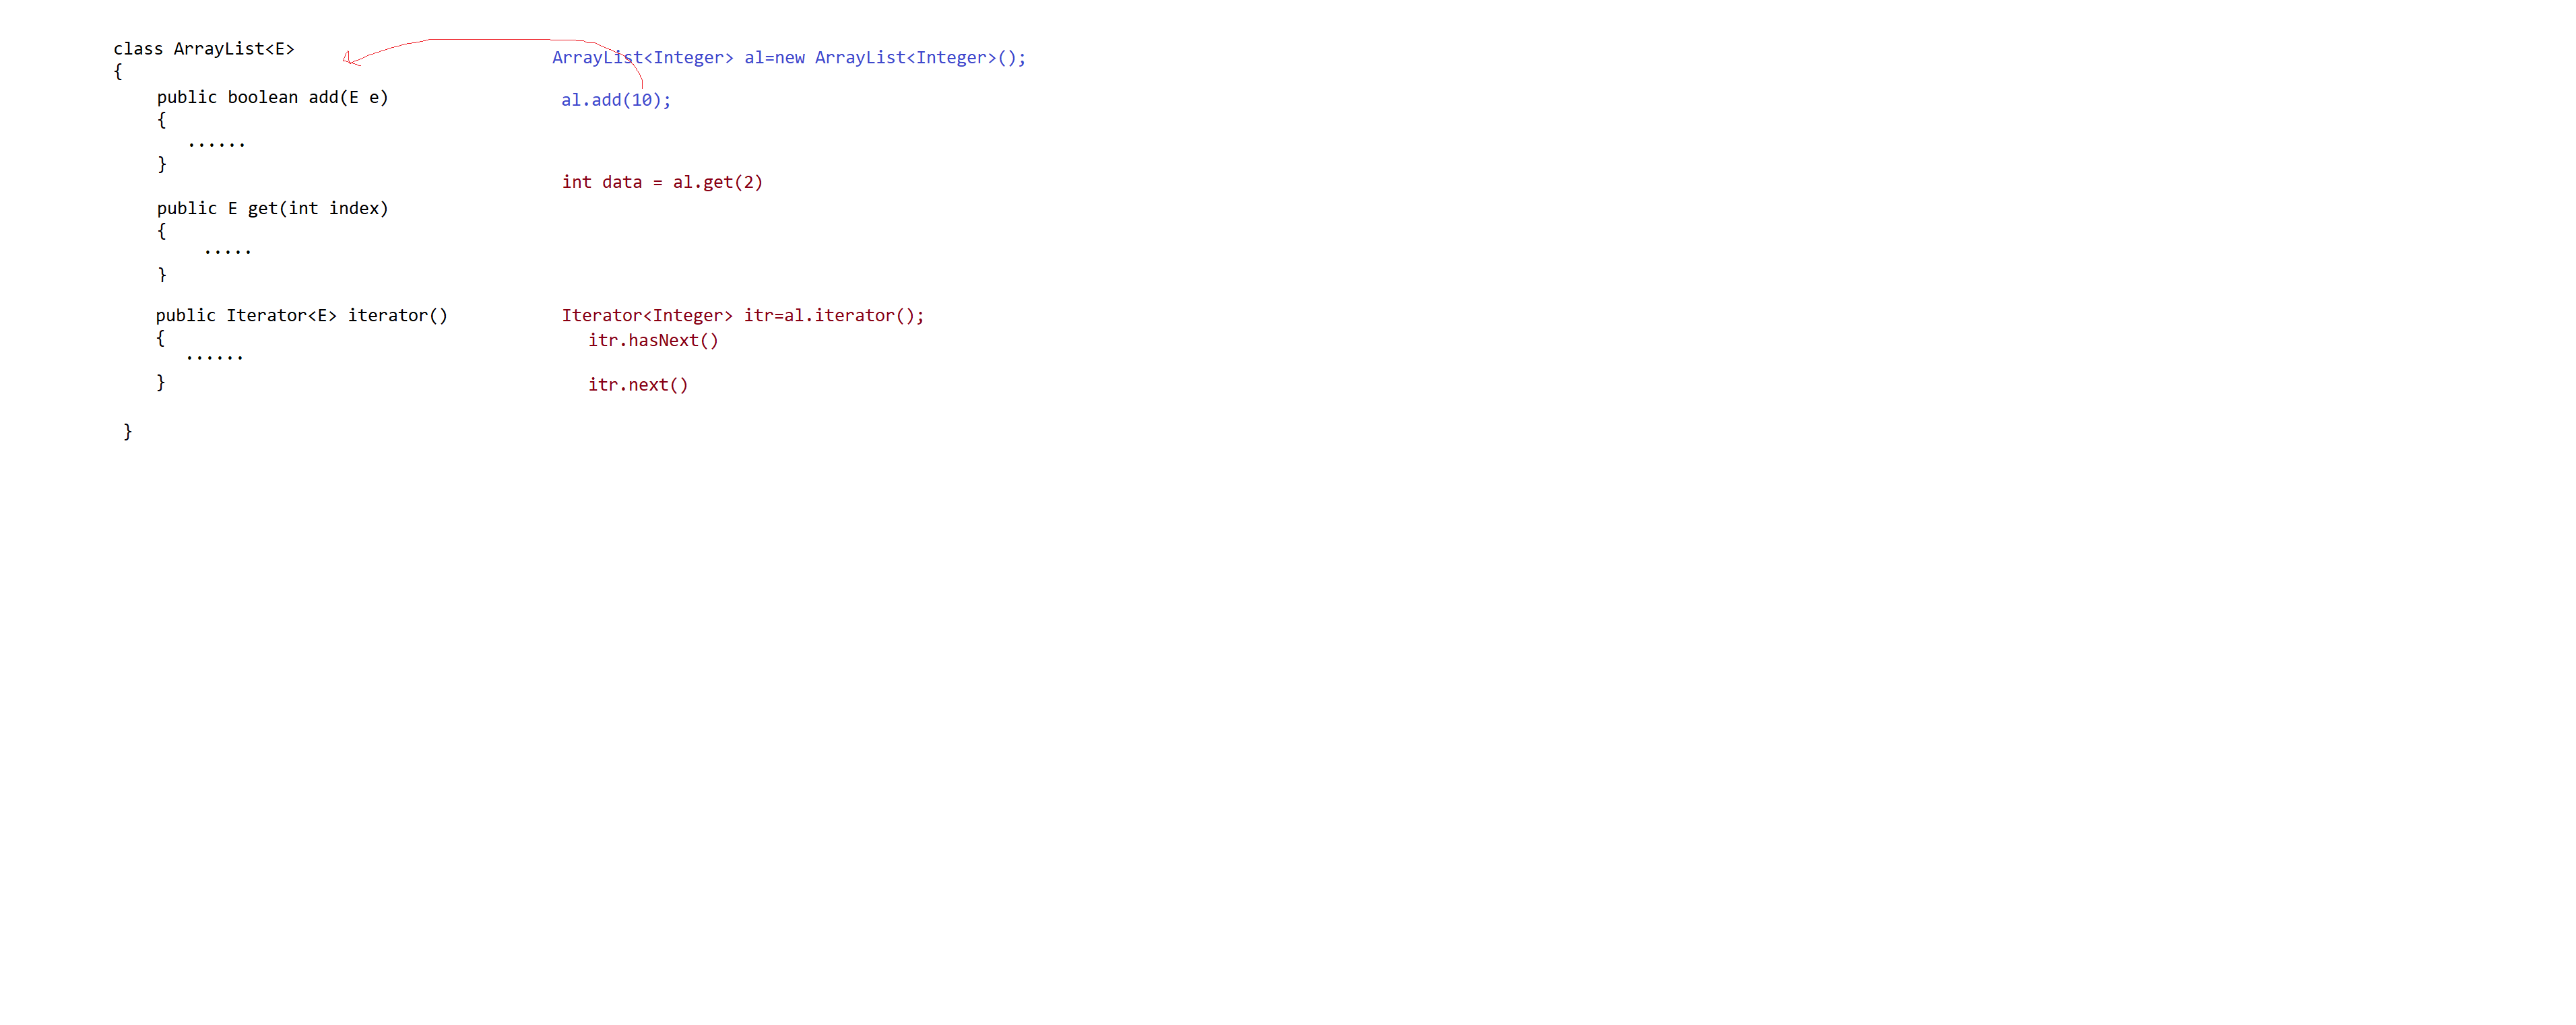 class ArrayList<E>
{
public boolean add(E e)
{
......
}
public E get(int index)
{
.....
}
public Iterator<E> iterator()
{
......
}
}
ArrayList<Integer> al=new ArrayList<Integer>();
al.add(10);
int data = al.get(2)
Iterator<Integer> itr=al.iterator();
itr.hasNext()
itr.next()